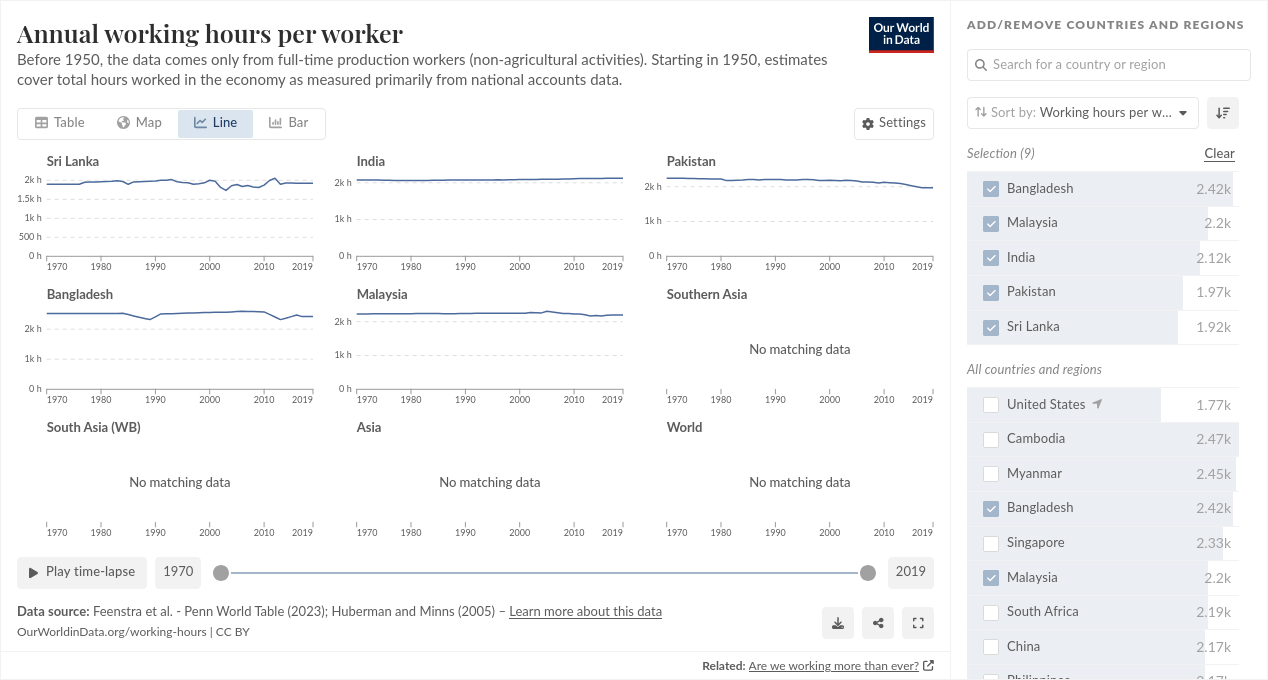 Annual working hours per worker
Before 1950, the data comes only from full-time production workers (non-agricultural activities). Starting in 1950, estimates
cover total hours worked in the economy as measured primarily from national accounts data.
Our World
in Data
Table
Map
Line
Bar
Settings
Sri Lanka
2k h
1.5k h
1k h
500 h
0 h
1970 1980 1990 2000 2010 2019
India
2k h
1k h
0 h
1970 1980 1990 2000 2010 2019
Pakistan
2k h
1k h
0 h
1970 1980 1990 2000 2010 2019
Bangladesh
2k h
1k h
0 h
1970 1980 1990 2000 2010 2019
Malaysia
2k h
1k h
0 h
1970 1980 1990 2000 2010 2019
Southern Asia
No matching data
1970 1980 1990 2000 2010 2019
South Asia (WB)
No matching data
1970 1980 1990 2000 2010 2019
Asia
No matching data
1970 1980 1990 2000 2010 2019
World
No matching data
1970 1980 1990 2000 2010 2019
Play time-lapse 1970 2019
Data source: Feenstra et al. - Penn World Table (2023); Huberman and Minns (2005) – Learn more about this data
OurWorldinData.org/working-hours | CC BY
Related: Are we working more than ever?
ADD/REMOVE COUNTRIES AND REGIONS
Search for a country or region
Sort by: Working hours per w...
Selection (9) Clear
Bangladesh 2.42k
Malaysia 2.2k
India 2.12k
Pakistan 1.97k
Sri Lanka 1.92k
All countries and regions
United States 1.77k
Cambodia 2.47k
Myanmar 2.45k
Bangladesh 2.42k
Singapore 2.33k
Malaysia 2.2k
South Africa 2.19k
China 2.17k
Philippines 2.17k